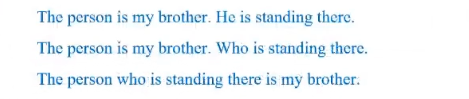 The person is my brother. He is standing there.
The person is my brother. Who is standing there.
The person who is standing there is my brother.